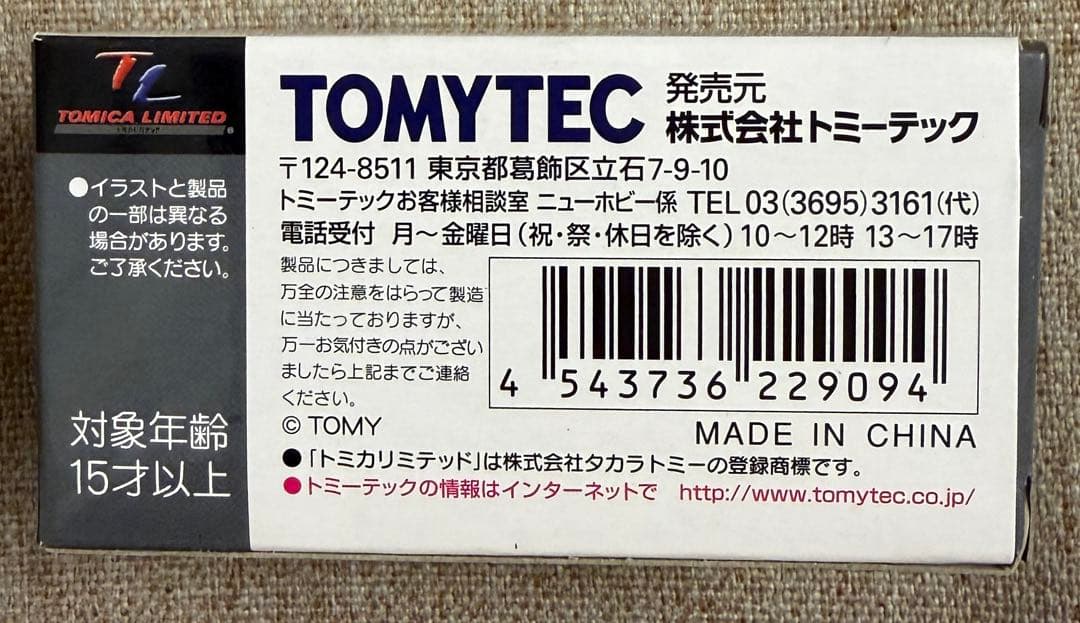 TL
TOMICA LIMITED
●イラストと製品
の一部は異なる
場合があります。
ご了承ください。
対象年齢
15才以上
TOMYTEC
発売元
株式会社トミーテック
〒124-8511 東京都葛飾区立石7-9-10
トミーテックお客様相談室 ニューホビー係 TEL 03(3695)3161(代)
電話受付 月～金曜日(祝・祭・休日を除く) 10～12時 13～17時
製品につきましては、
万全の注意をはらって製造
に当たっておりますが、
万一お気付きの点がござい
ましたら上記までご連絡
ください。
© TOMY
4 543736 229094
MADE IN CHINA
●「トミカリミテッド」は株式会社タカラトミーの登録商標です。
●トミーテックの情報はインターネットで http://www.tomytec.co.jp/